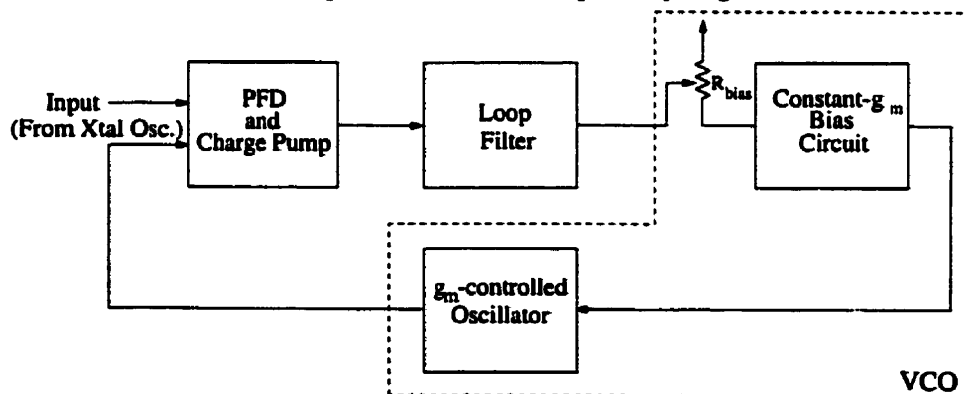 Input
(From Xtal Osc.)
PFD
and
Charge Pump
Loop
Filter
R_bias
Constant-g_m
Bias
Circuit
g_m-controlled
Oscillator
VCO